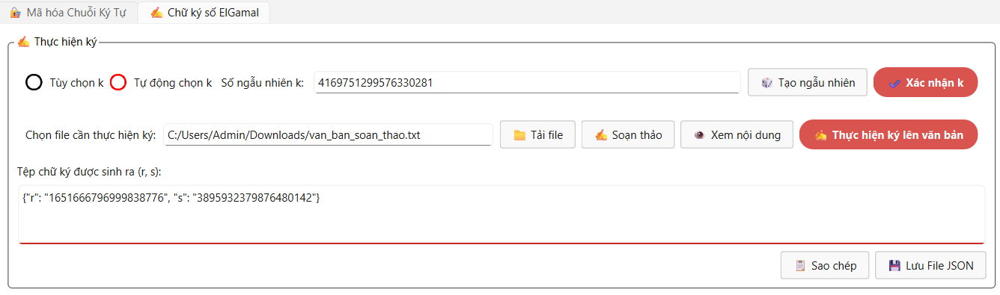 Mã hóa Chuỗi Ký Tự Chữ ký số ElGamal
Thực hiện ký
Tùy chọn k Tự động chọn k Số ngẫu nhiên k: 4169751299576330281 Tạo ngẫu nhiên Xác nhận k
Chọn file cần thực hiện ký: C:/Users/Admin/Downloads/van_ban_soan_thao.txt Tải file Soạn thảo Xem nội dung Thực hiện ký lên văn bản
Tệp chữ ký được sinh ra (r, s):
{"r": "1651666796999838776", "s": "3895932379876480142"}
Sao chép Lưu File JSON